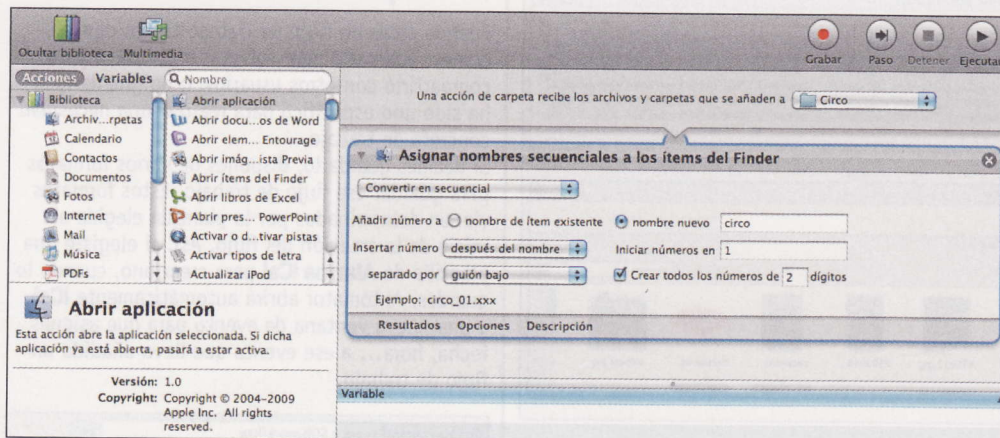 Ocultar biblioteca Multimedia
Grabar Paso Detener Ejecutar
Acciones Variables Nombre
Biblioteca
Archiv...rpetas
Calendario
Contactos
Documentos
Fotos
Internet
Mail
Música
PDFs
Abrir aplicación
Abrir docu...os de Word
Abrir elem... Entourage
Abrir imág...ista Previa
Abrir ítems del Finder
Abrir libros de Excel
Abrir pres... PowerPoint
Activar o d...tivar pistas
Activar tipos de letra
Actualizar iPod
Abrir aplicación
Esta acción abre la aplicación seleccionada. Si dicha
aplicación ya está abierta, pasará a estar activa.
Versión: 1.0
Copyright: Copyright © 2004–2009
Apple Inc. All rights
reserved.
Una acción de carpeta recibe los archivos y carpetas que se añaden a Circo
Asignar nombres secuenciales a los ítems del Finder
Convertir en secuencial
Añadir número a nombre de ítem existente nombre nuevo circo
Insertar número después del nombre Iniciar números en 1
separado por guión bajo Crear todos los números de 2 dígitos
Ejemplo: circo_01.xxx
Resultados Opciones Descripción
Variable